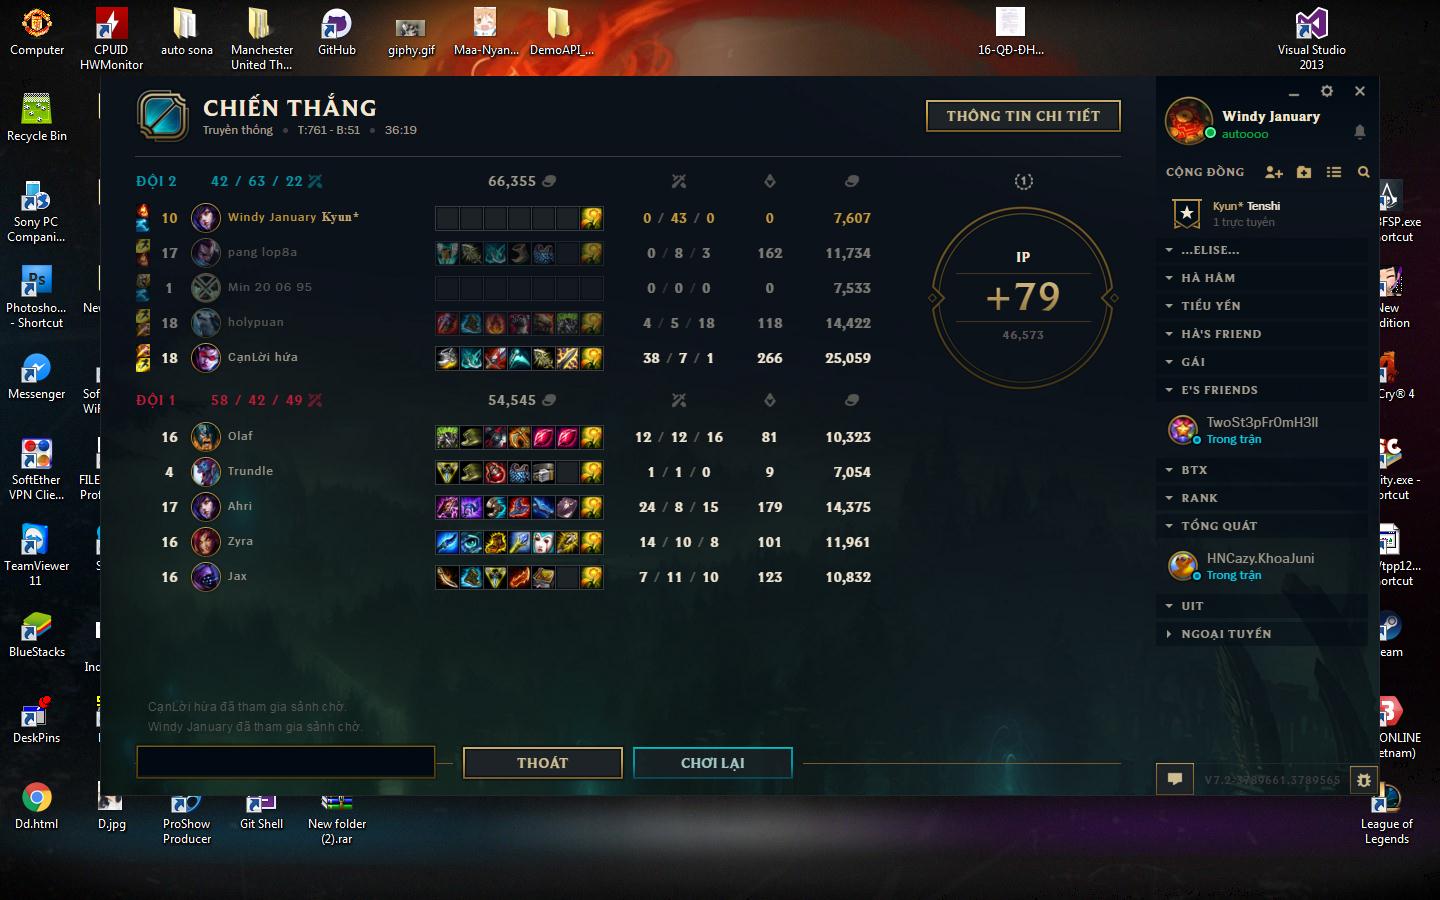 Computer
CPUID
HWMonitor
auto sona
Manchester
United Th...
GitHub
giphy.gif
Maa-Nyan...
DemoAPI_...
16-QĐ-ĐH...
Visual Studio
2013
Recycle Bin
Sony PC
Compani...
Photosho...
- Shortcut
Messenger
SoftEther
VPN Clie...
TeamViewer
11
BlueStacks
DeskPins
Dd.html
D.jpg
ProShow
Producer
Git Shell
New folder
(2).rar
League of
Legends
CHIẾN THẮNG
Truyền thống • T:761 - B:51 • 36:19
THÔNG TIN CHI TIẾT
ĐỘI 2 42 / 63 / 22 66,355
10 Windy January Kyun* 0 / 43 / 0 0 7,607
17 pang lop8a 0 / 8 / 3 162 11,734
1 Min 20 06 95 0 / 0 / 0 0 7,533
18 holypuan 4 / 5 / 18 118 14,422
18 CạnLời hứa 38 / 7 / 1 266 25,059
ĐỘI 1 58 / 42 / 49 54,545
16 Olaf 12 / 12 / 16 81 10,323
4 Trundle 1 / 1 / 0 9 7,054
17 Ahri 24 / 8 / 15 179 14,375
16 Zyra 14 / 10 / 8 101 11,961
16 Jax 7 / 11 / 10 123 10,832
1
IP
+79
46,573
CạnLời hứa đã tham gia sảnh chờ.
Windy January đã tham gia sảnh chờ.
THOÁT
CHƠI LẠI
Windy January
autoooo
CỘNG ĐỒNG
Kyun* Tenshi
1 trực tuyến
...ELISE...
HÀ HÂM
TIỂU YẾN
HÀ'S FRIEND
GÁI
E'S FRIENDS
TwoSt3pFr0mH3ll
Trong trận
BTX
RANK
TỔNG QUÁT
HNCazy.KhoaJuni
Trong trận
UIT
NGOẠI TUYẾN
V7.2-3789661.3789565